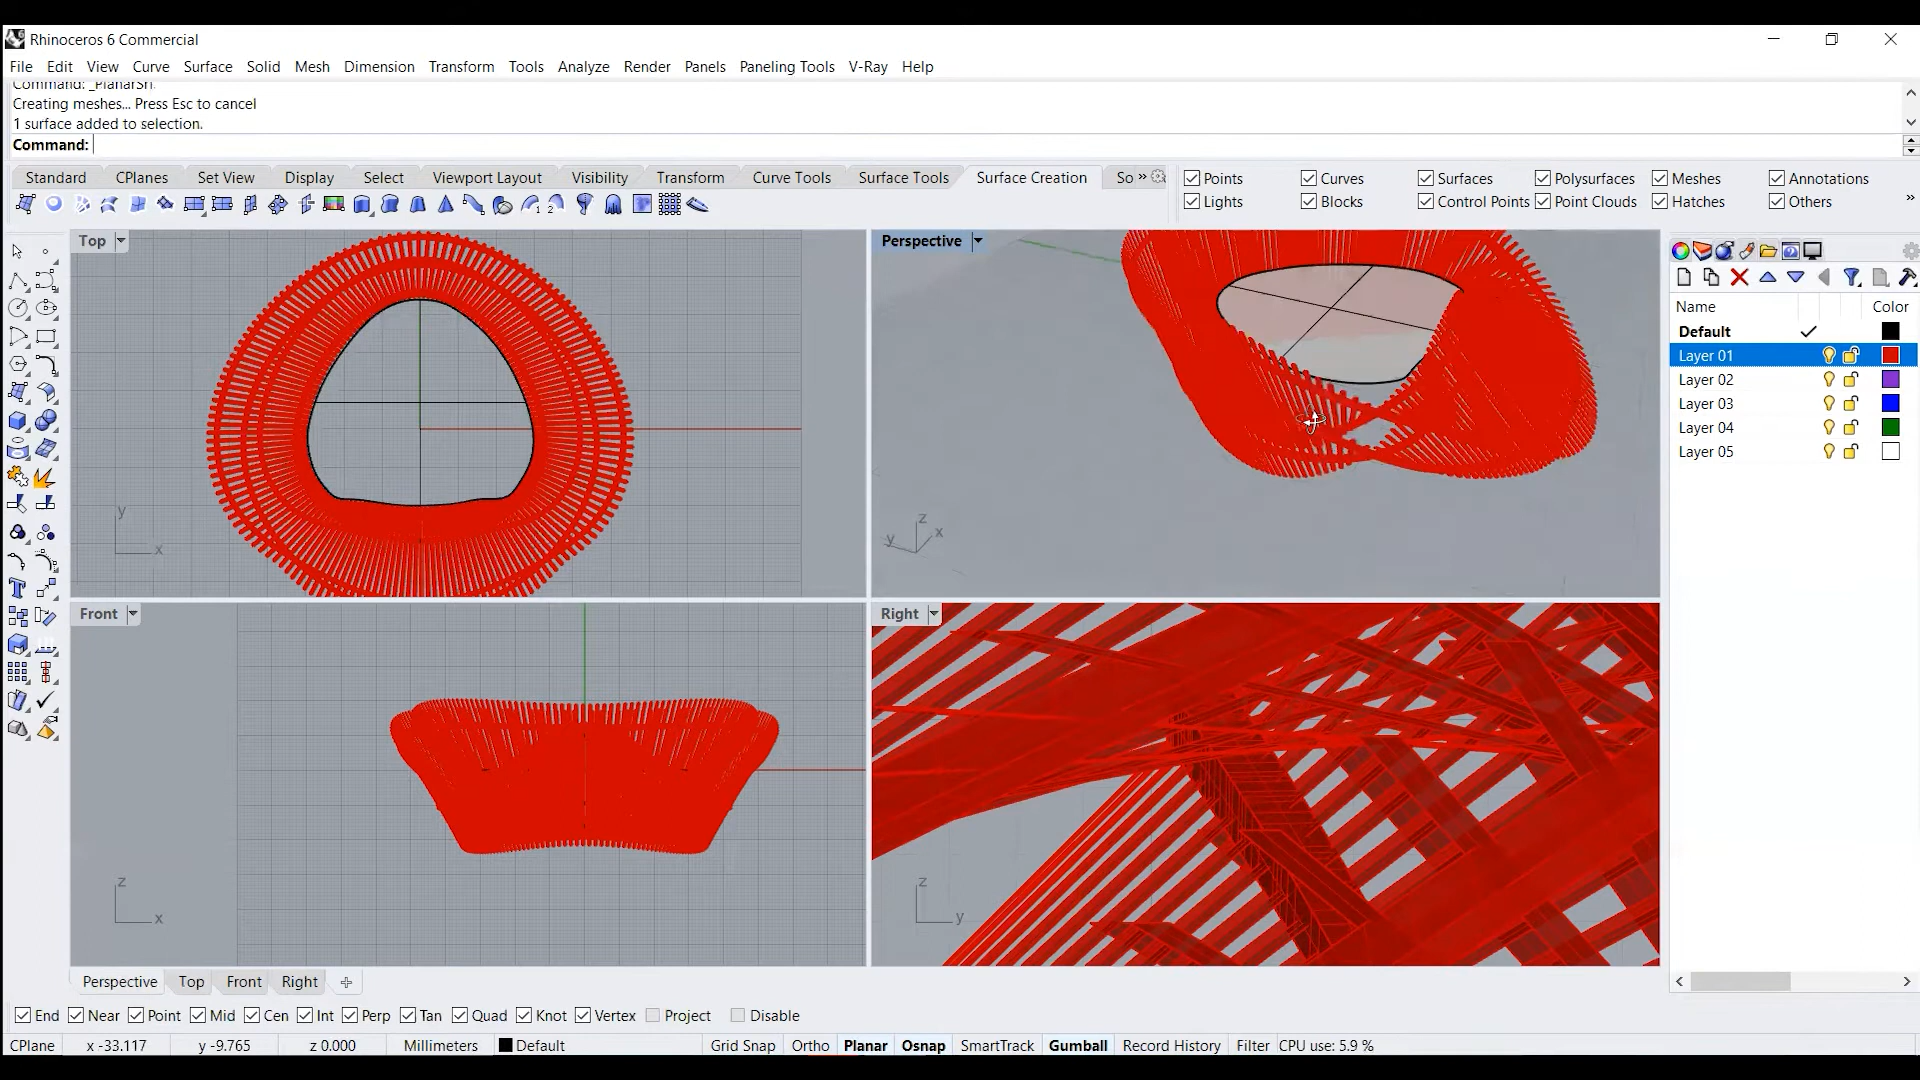 Rhinoceros 6 Commercial
File Edit View Curve Surface Solid Mesh Dimension Transform Tools Analyze Render Panels Paneling Tools V-Ray Help
Command: _PlanarSrf
Creating meshes... Press Esc to cancel
1 surface added to selection.
Command:
Standard CPlanes Set View Display Select Viewport Layout Visibility Transform Curve Tools Surface Tools Surface Creation So »
Points Curves Surfaces Polysurfaces Meshes Annotations
Lights Blocks Control Points Point Clouds Hatches Others »
Top
Perspective
Name Color
Default
Layer 01
Layer 02
Layer 03
Layer 04
Layer 05
y
x
z
y
x
Front
Right
z
x
z
y
Perspective Top Front Right
End Near Point Mid Cen Int Perp Tan Quad Knot Vertex Project Disable
CPlane x -33.117 y -9.765 z 0.000 Millimeters Default Grid Snap Ortho Planar Osnap SmartTrack Gumball Record History Filter CPU use: 5.9 %